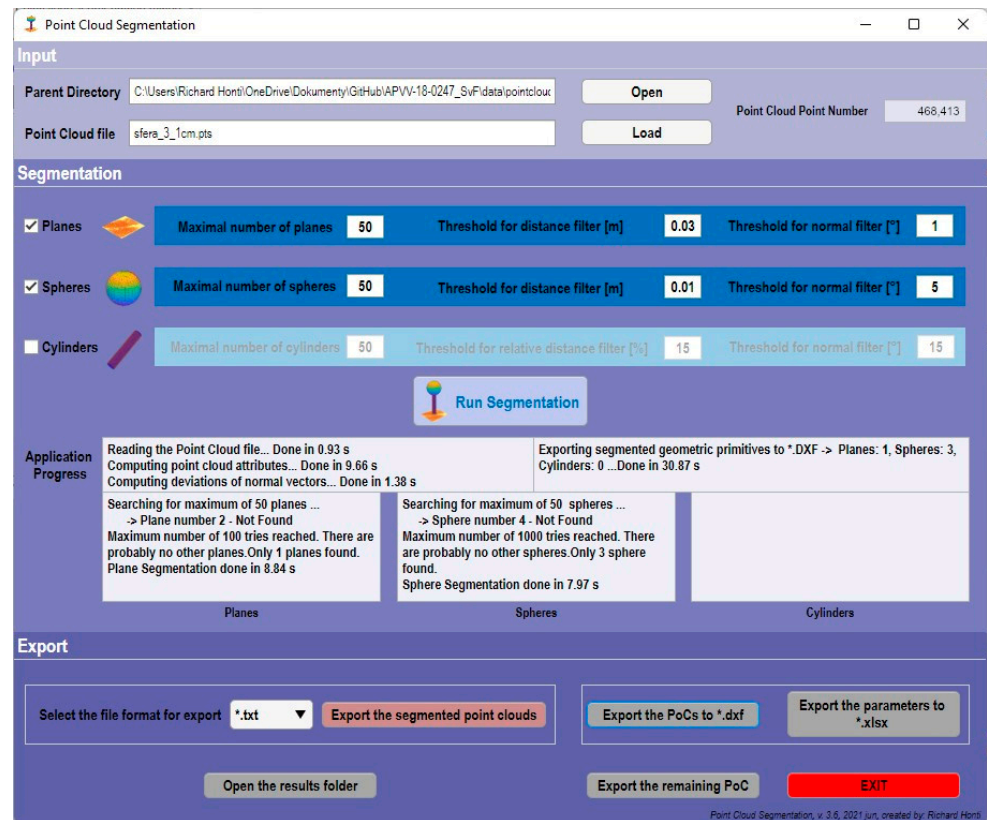 Point Cloud Segmentation
Input
Parent Directory C:\Users\Richard Honti\OneDrive\Dokumenty\GitHub\APVV-18-0247_SvF\data\pointclouc Open
Point Cloud Point Number 468,413
Point Cloud file sfera_3_1cm.pts Load
Segmentation
Planes Maximal number of planes 50 Threshold for distance filter [m] 0.03 Threshold for normal filter [°] 1
Spheres Maximal number of spheres 50 Threshold for distance filter [m] 0.01 Threshold for normal filter [°] 5
Cylinders Maximal number of cylinders 50 Threshold for relative distance filter [%] 15 Threshold for normal filter [°] 15
Run Segmentation
Application
Progress
Reading the Point Cloud file... Done in 0.93 s
Computing point cloud attributes... Done in 9.66 s
Computing deviations of normal vectors... Done in 1.38 s
Exporting segmented geometric primitives to *.DXF -> Planes: 1, Spheres: 3,
Cylinders: 0 ...Done in 30.87 s
Searching for maximum of 50 planes ...
-> Plane number 2 - Not Found
Maximum number of 100 tries reached. There are
probably no other planes.Only 1 planes found.
Plane Segmentation done in 8.84 s
Searching for maximum of 50 spheres ...
-> Sphere number 4 - Not Found
Maximum number of 1000 tries reached. There
are probably no other spheres.Only 3 sphere
found.
Sphere Segmentation done in 7.97 s
Planes Spheres Cylinders
Export
Select the file format for export *.txt Export the segmented point clouds
Export the PoCs to *.dxf
Export the parameters to
*.xlsx
Open the results folder Export the remaining PoC EXIT
Point Cloud Segmentation, v. 3.6, 2021 jun, created by: Richard Honti